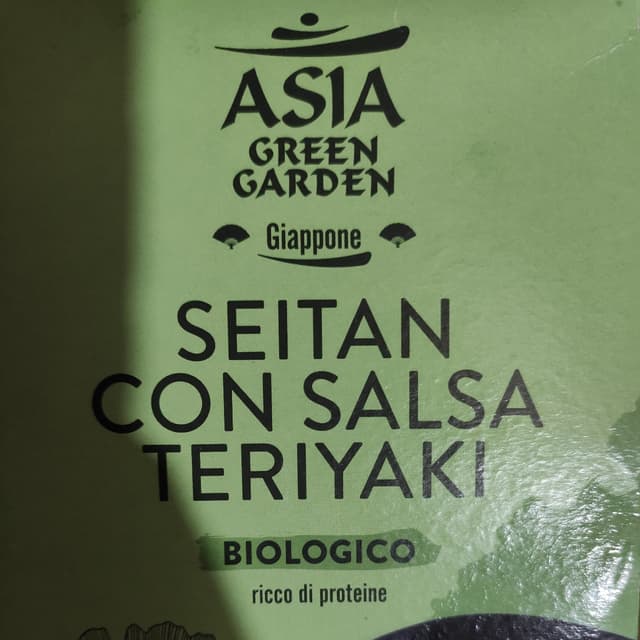 ASIA
GREEN
GARDEN
Giappone
SEITAN
CON SALSA
TERIYAKI
BIOLOGICO
ricco di proteine